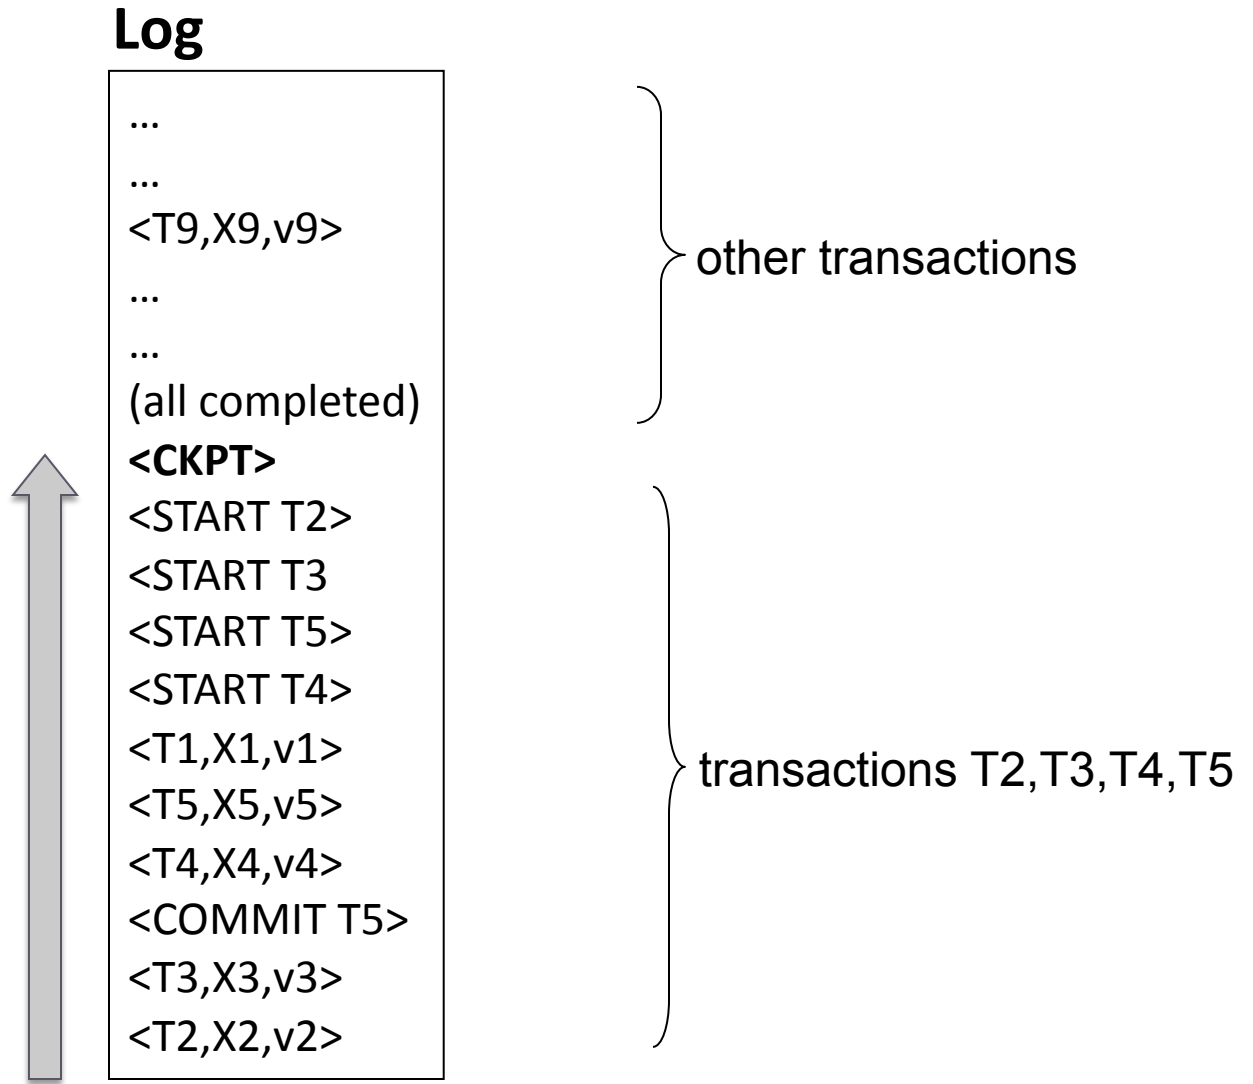 Log
...
...
<T9,X9,v9>
...
...
(all completed)
<CKPT>
<START T2>
<START T3
<START T5>
<START T4>
<T1,X1,v1>
<T5,X5,v5>
<T4,X4,v4>
<COMMIT T5>
<T3,X3,v3>
<T2,X2,v2>
other transactions
transactions T2,T3,T4,T5